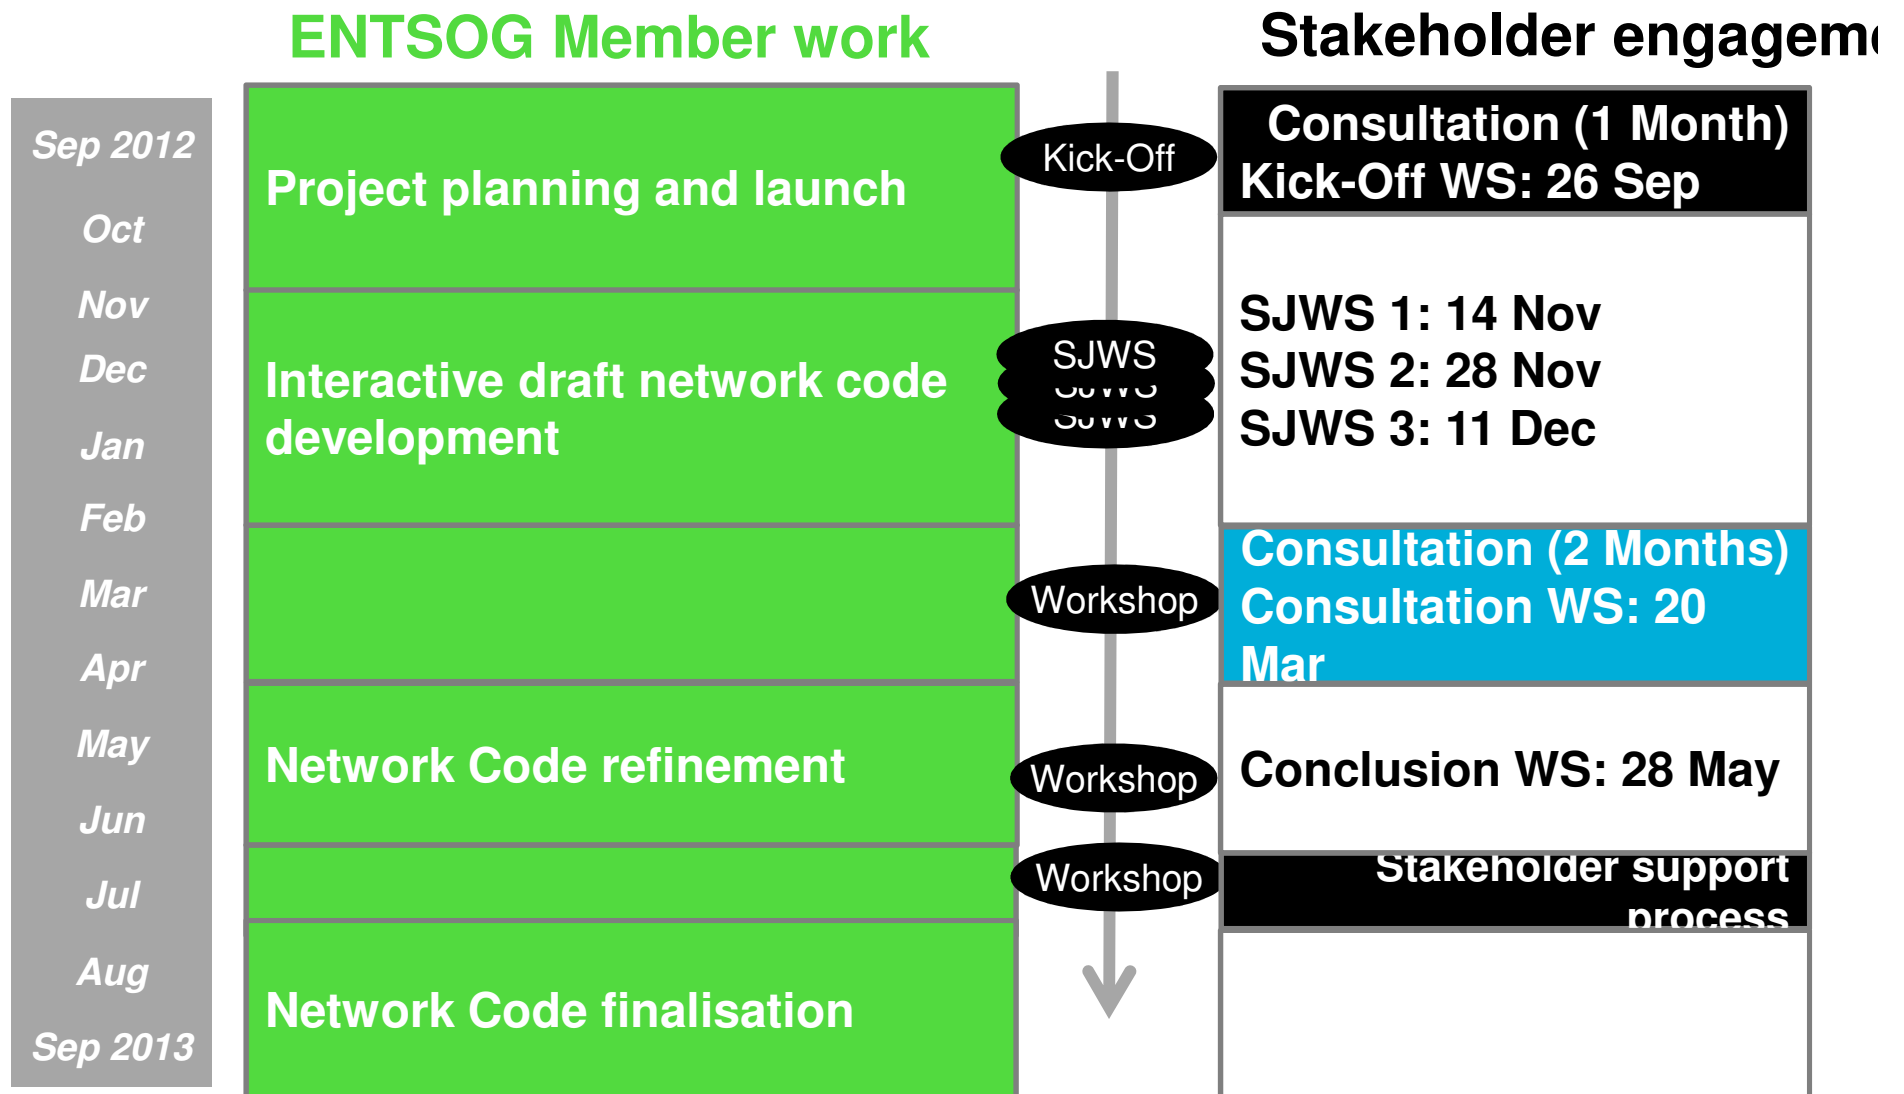 ENTSOG Member work
Stakeholder engagem
Sep 2012
Oct
Nov
Dec
Jan
Feb
Mar
Apr
May
Jun
Jul
Aug
Sep 2013
Project planning and launch
Interactive draft network code
development
Network Code refinement
Network Code finalisation
Kick-Off
SJWS
SJWS
SJWS
Workshop
Workshop
Workshop
Consultation (1 Month)
Kick-Off WS: 26 Sep
SJWS 1: 14 Nov
SJWS 2: 28 Nov
SJWS 3: 11 Dec
Consultation (2 Months)
Consultation WS: 20
Mar
Conclusion WS: 28 May
Stakeholder support
process